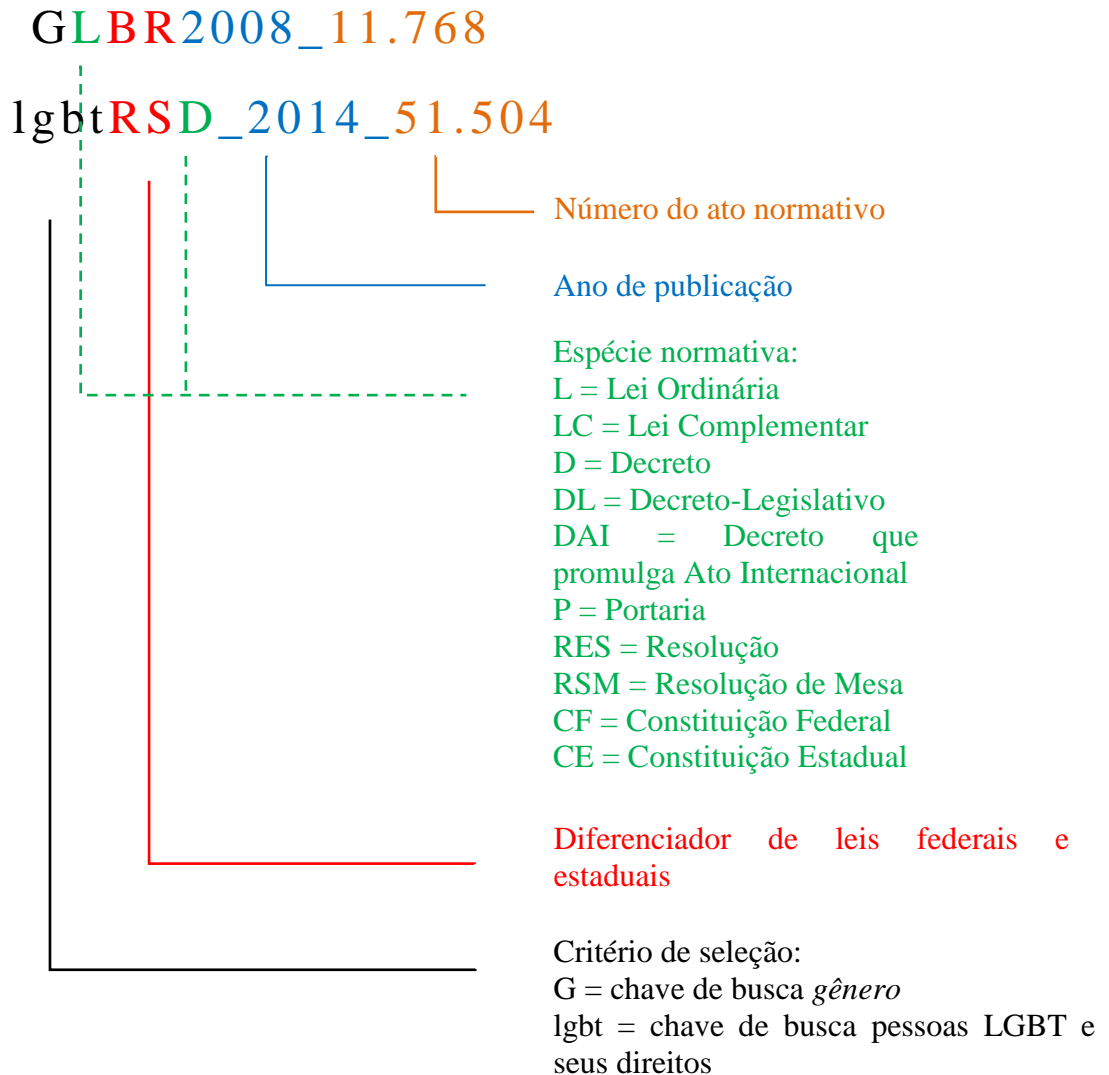 GLBR2008_11.768
lgbtRSD_2014_51.504
Número do ato normativo
Ano de publicação
Espécie normativa:
L = Lei Ordinária
LC = Lei Complementar
D = Decreto
DL = Decreto-Legislativo
DAI = Decreto que
promulga Ato Internacional
P = Portaria
RES = Resolução
RSM = Resolução de Mesa
CF = Constituição Federal
CE = Constituição Estadual
Diferenciador de leis federais e
estaduais
Critério de seleção:
G = chave de busca gênero
lgbt = chave de busca pessoas LGBT e
seus direitos